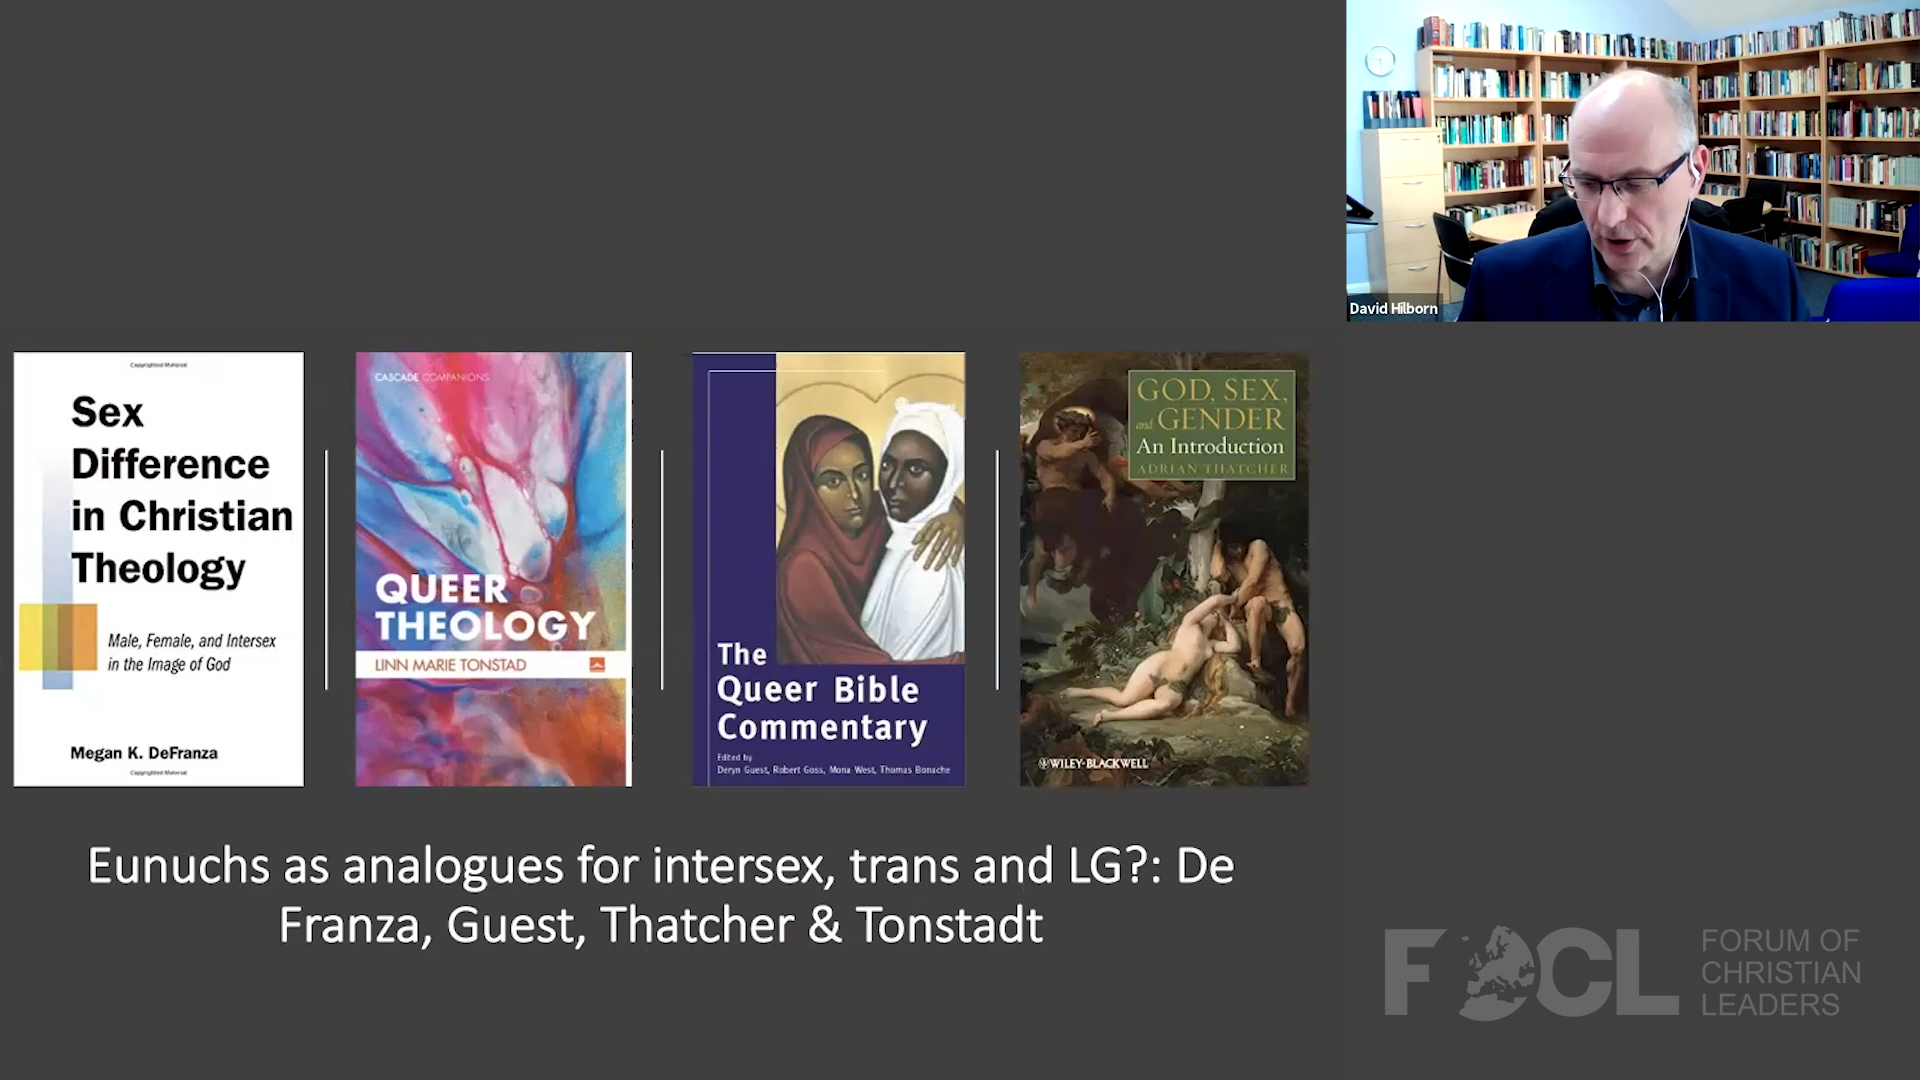 David Hilborn
Copyrighted Material
Sex
Difference
in Christian
Theology
Male, Female, and Intersex
in the Image of God
Megan K. DeFranza
Copyrighted Material
CASCADE COMPANIONS
QUEER
THEOLOGY
LINN MARIE TONSTAD
The
Queer Bible
Commentary
Edited by
Deryn Guest, Robert Goss, Mona West, Thomas Bohache
GOD, SEX,
and GENDER
An Introduction
ADRIAN THATCHER
WILEY-BLACKWELL
Eunuchs as analogues for intersex, trans and LG?: De
Franza, Guest, Thatcher & Tonstadt
FOCL
FORUM OF
CHRISTIAN
LEADERS